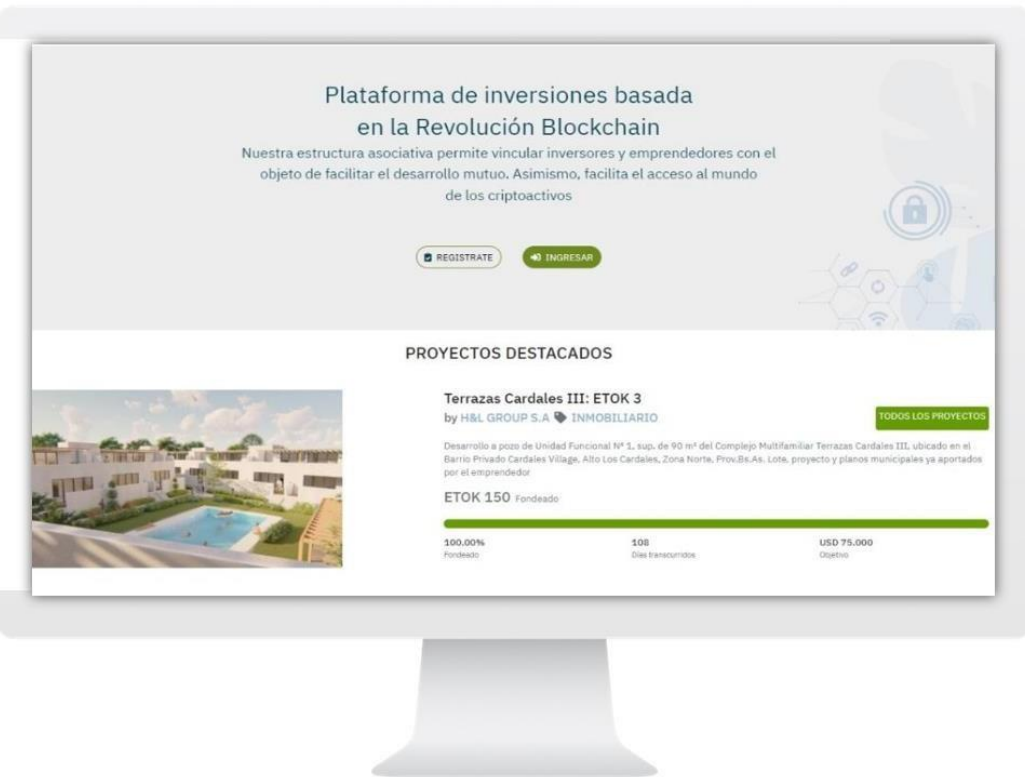 Plataforma de inversiones basada
en la Revolución Blockchain
Nuestra estructura asociativa permite vincular inversores y emprendedores con el
objeto de facilitar el desarrollo mutuo. Asimismo, facilita el acceso al mundo
de los criptoactivos
REGISTRATE
INGRESAR
PROYECTOS DESTACADOS
Terrazas Cardales III: ETOK 3
by H&L GROUP S.A INMOBILIARIO
TODOS LOS PROYECTOS
Desarrollo a pozo de Unidad Funcional Nº 1, sup. de 90 m² del Complejo Multifamiliar Terrazas Cardales III, ubicado en el
Barrio Privado Cardales Village, Alto Los Cardales, Zona Norte, Prov.Bs.As. Lote, proyecto y planos municipales ya aportados
por el emprendedor
ETOK 150 Fondeado
100,00% 108 USD 75.000
Fondeado Días transcurridos Objetivo